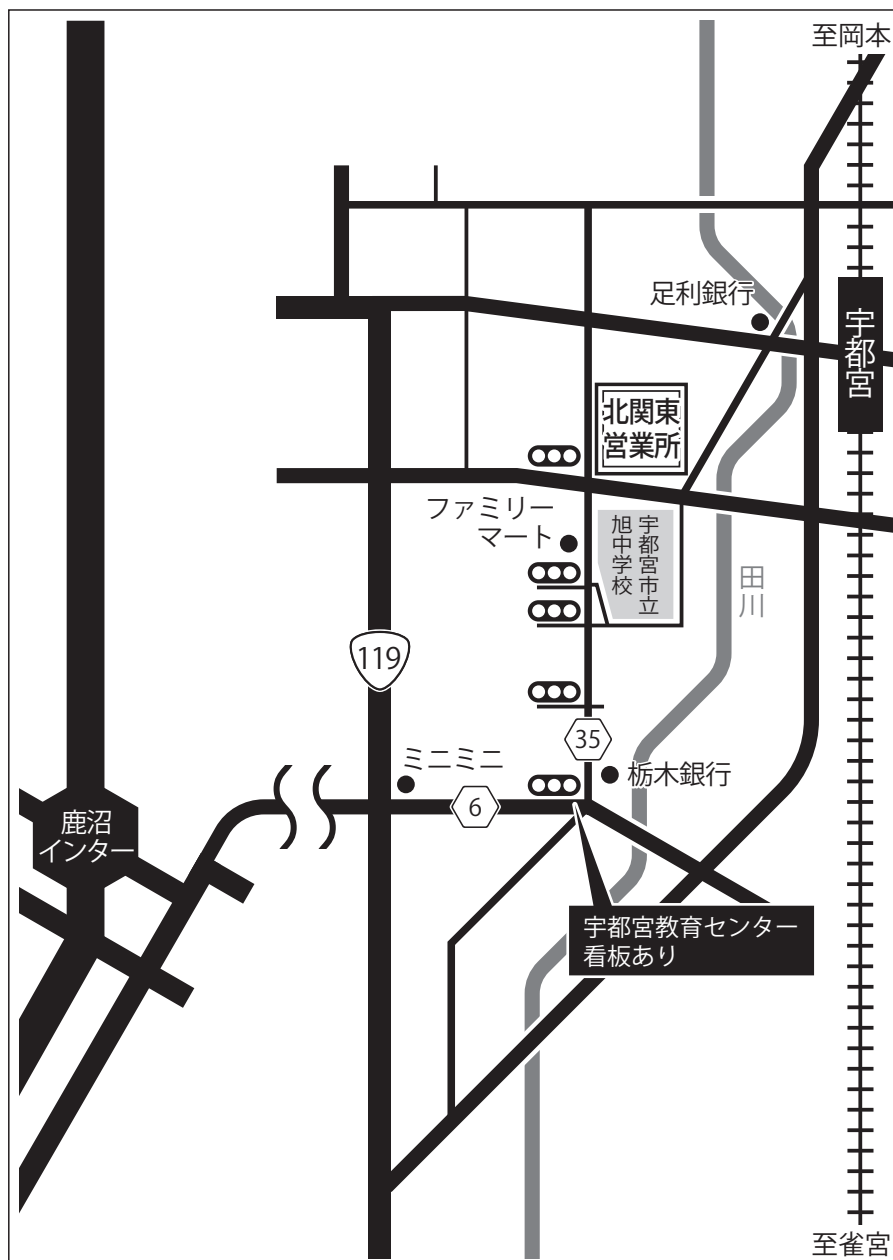 至岡本
足利銀行
宇都宮
北関東
営業所
ファミリー
マート
宇都宮市立
旭中学校
田川
119
35
ミニミニ
栃木銀行
6
鹿沼
インター
宇都宮教育センター
看板あり
至雀宮